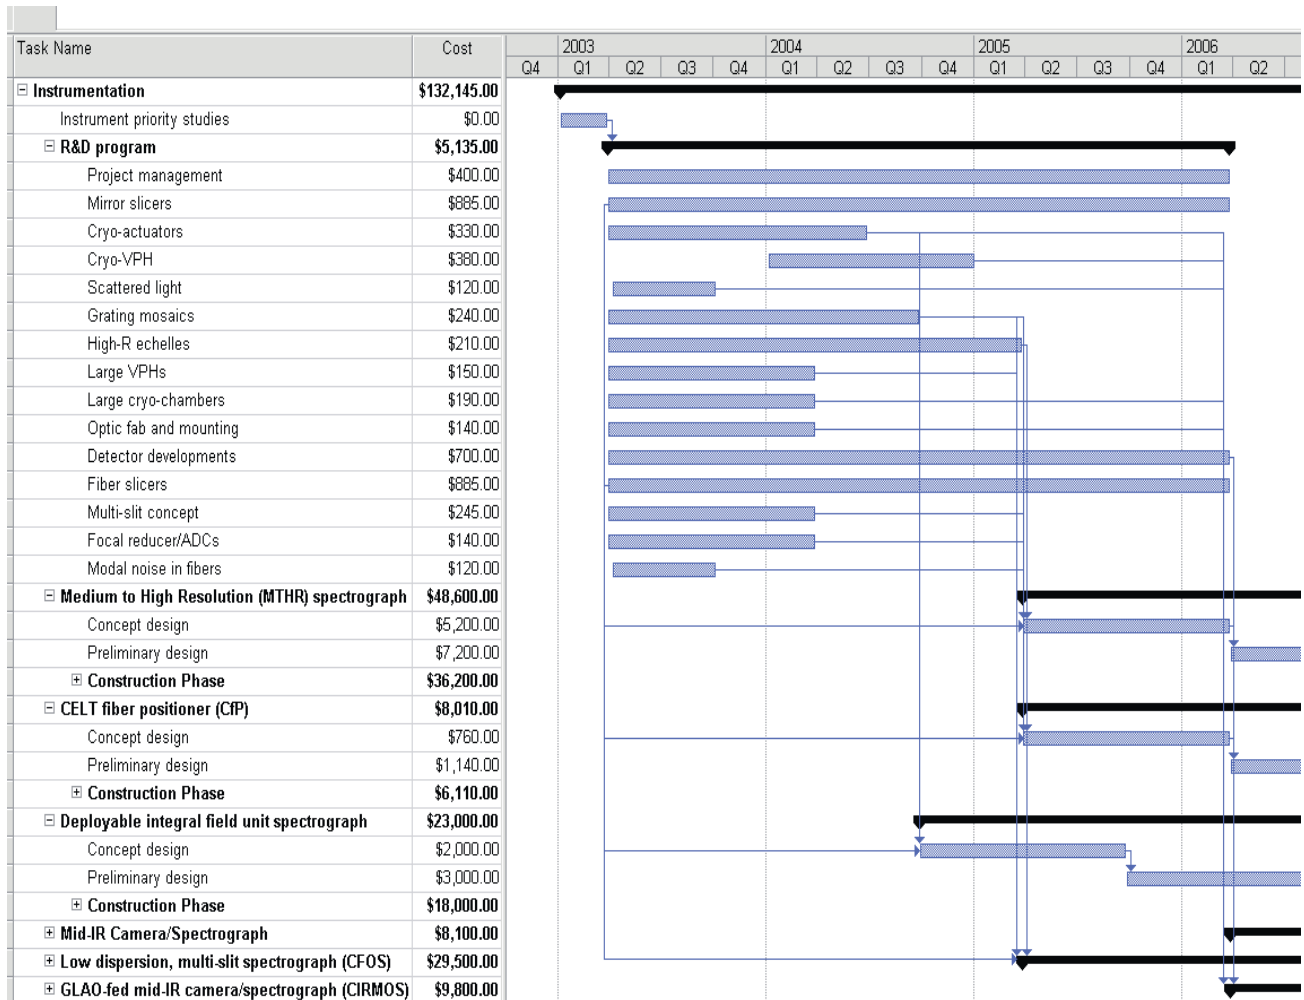 Task Name Cost 2003 2004 2005 2006
Q4 Q1 Q2 Q3 Q4 Q1 Q2 Q3 Q4 Q1 Q2 Q3 Q4 Q1 Q2
Instrumentation $132,145.00
Instrument priority studies $0.00
R&D program $5,135.00
Project management $400.00
Mirror slicers $885.00
Cryo-actuators $330.00
Cryo-VPH $380.00
Scattered light $120.00
Grating mosaics $240.00
High-R echelles $210.00
Large VPHs $150.00
Large cryo-chambers $190.00
Optic fab and mounting $140.00
Detector developments $700.00
Fiber slicers $885.00
Multi-slit concept $245.00
Focal reducer/ADCs $140.00
Modal noise in fibers $120.00
Medium to High Resolution (MTHR) spectrograph $48,600.00
Concept design $5,200.00
Preliminary design $7,200.00
Construction Phase $36,200.00
CELT fiber positioner (CfP) $8,010.00
Concept design $760.00
Preliminary design $1,140.00
Construction Phase $6,110.00
Deployable integral field unit spectrograph $23,000.00
Concept design $2,000.00
Preliminary design $3,000.00
Construction Phase $18,000.00
Mid-IR Camera/Spectrograph $8,100.00
Low dispersion, multi-slit spectrograph (CFOS) $29,500.00
GLAO-fed mid-IR camera/spectrograph (CIRMOS) $9,800.00